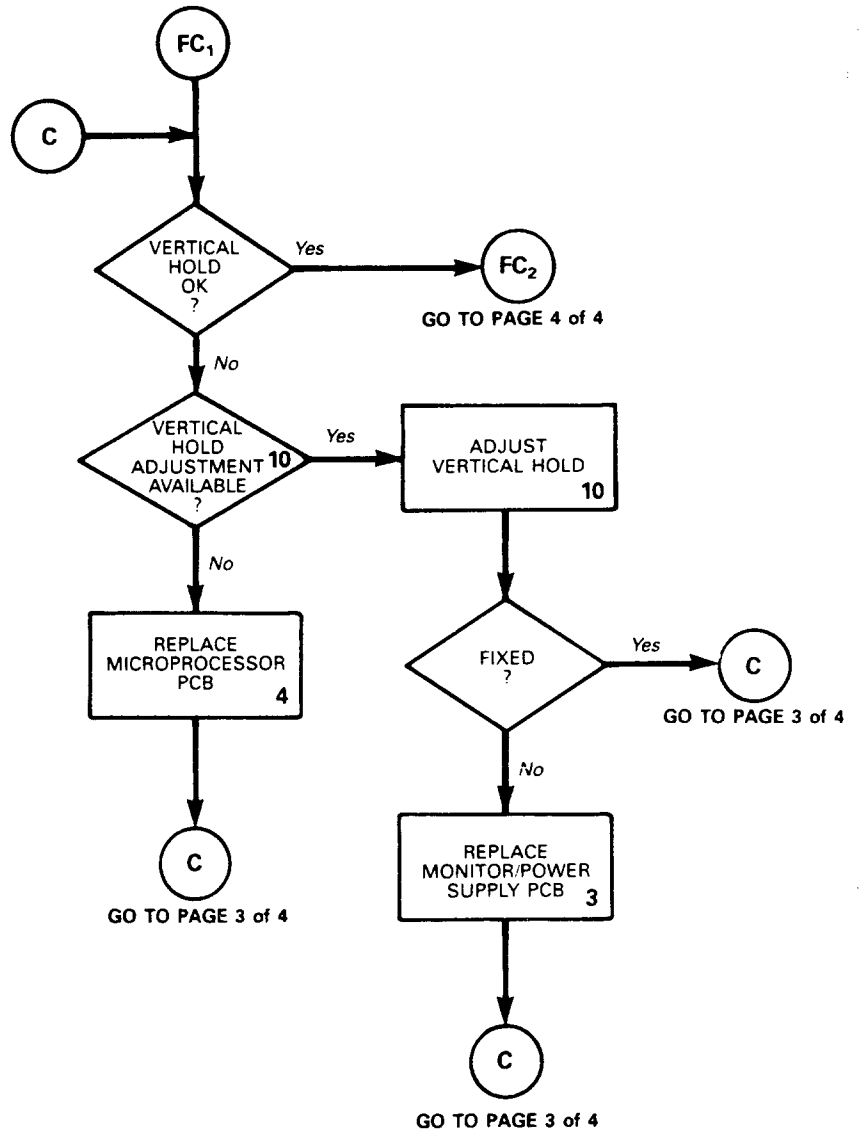 FC₁
C
VERTICAL
HOLD
OK
?
Yes
FC₂
GO TO PAGE 4 of 4
No
VERTICAL
HOLD
ADJUSTMENT 10
AVAILABLE
?
Yes
ADJUST
VERTICAL HOLD
10
No
REPLACE
MICROPROCESSOR
PCB
4
FIXED
?
Yes
C
GO TO PAGE 3 of 4
No
C
GO TO PAGE 3 of 4
REPLACE
MONITOR/POWER
SUPPLY PCB
3
C
GO TO PAGE 3 of 4